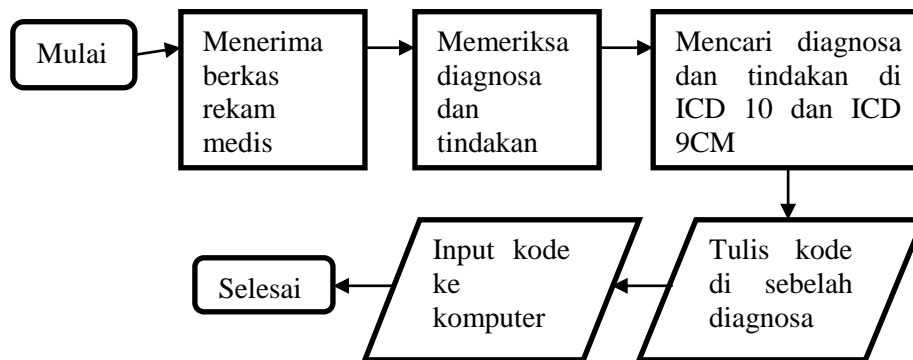 Mulai
Menerima
berkas
rekam
medis
Memeriksa
diagnosa
dan
tindakan
Mencari diagnosa
dan tindakan di
ICD 10 dan ICD
9CM
Tulis kode
di sebelah
diagnosa
Input kode
ke
komputer
Selesai